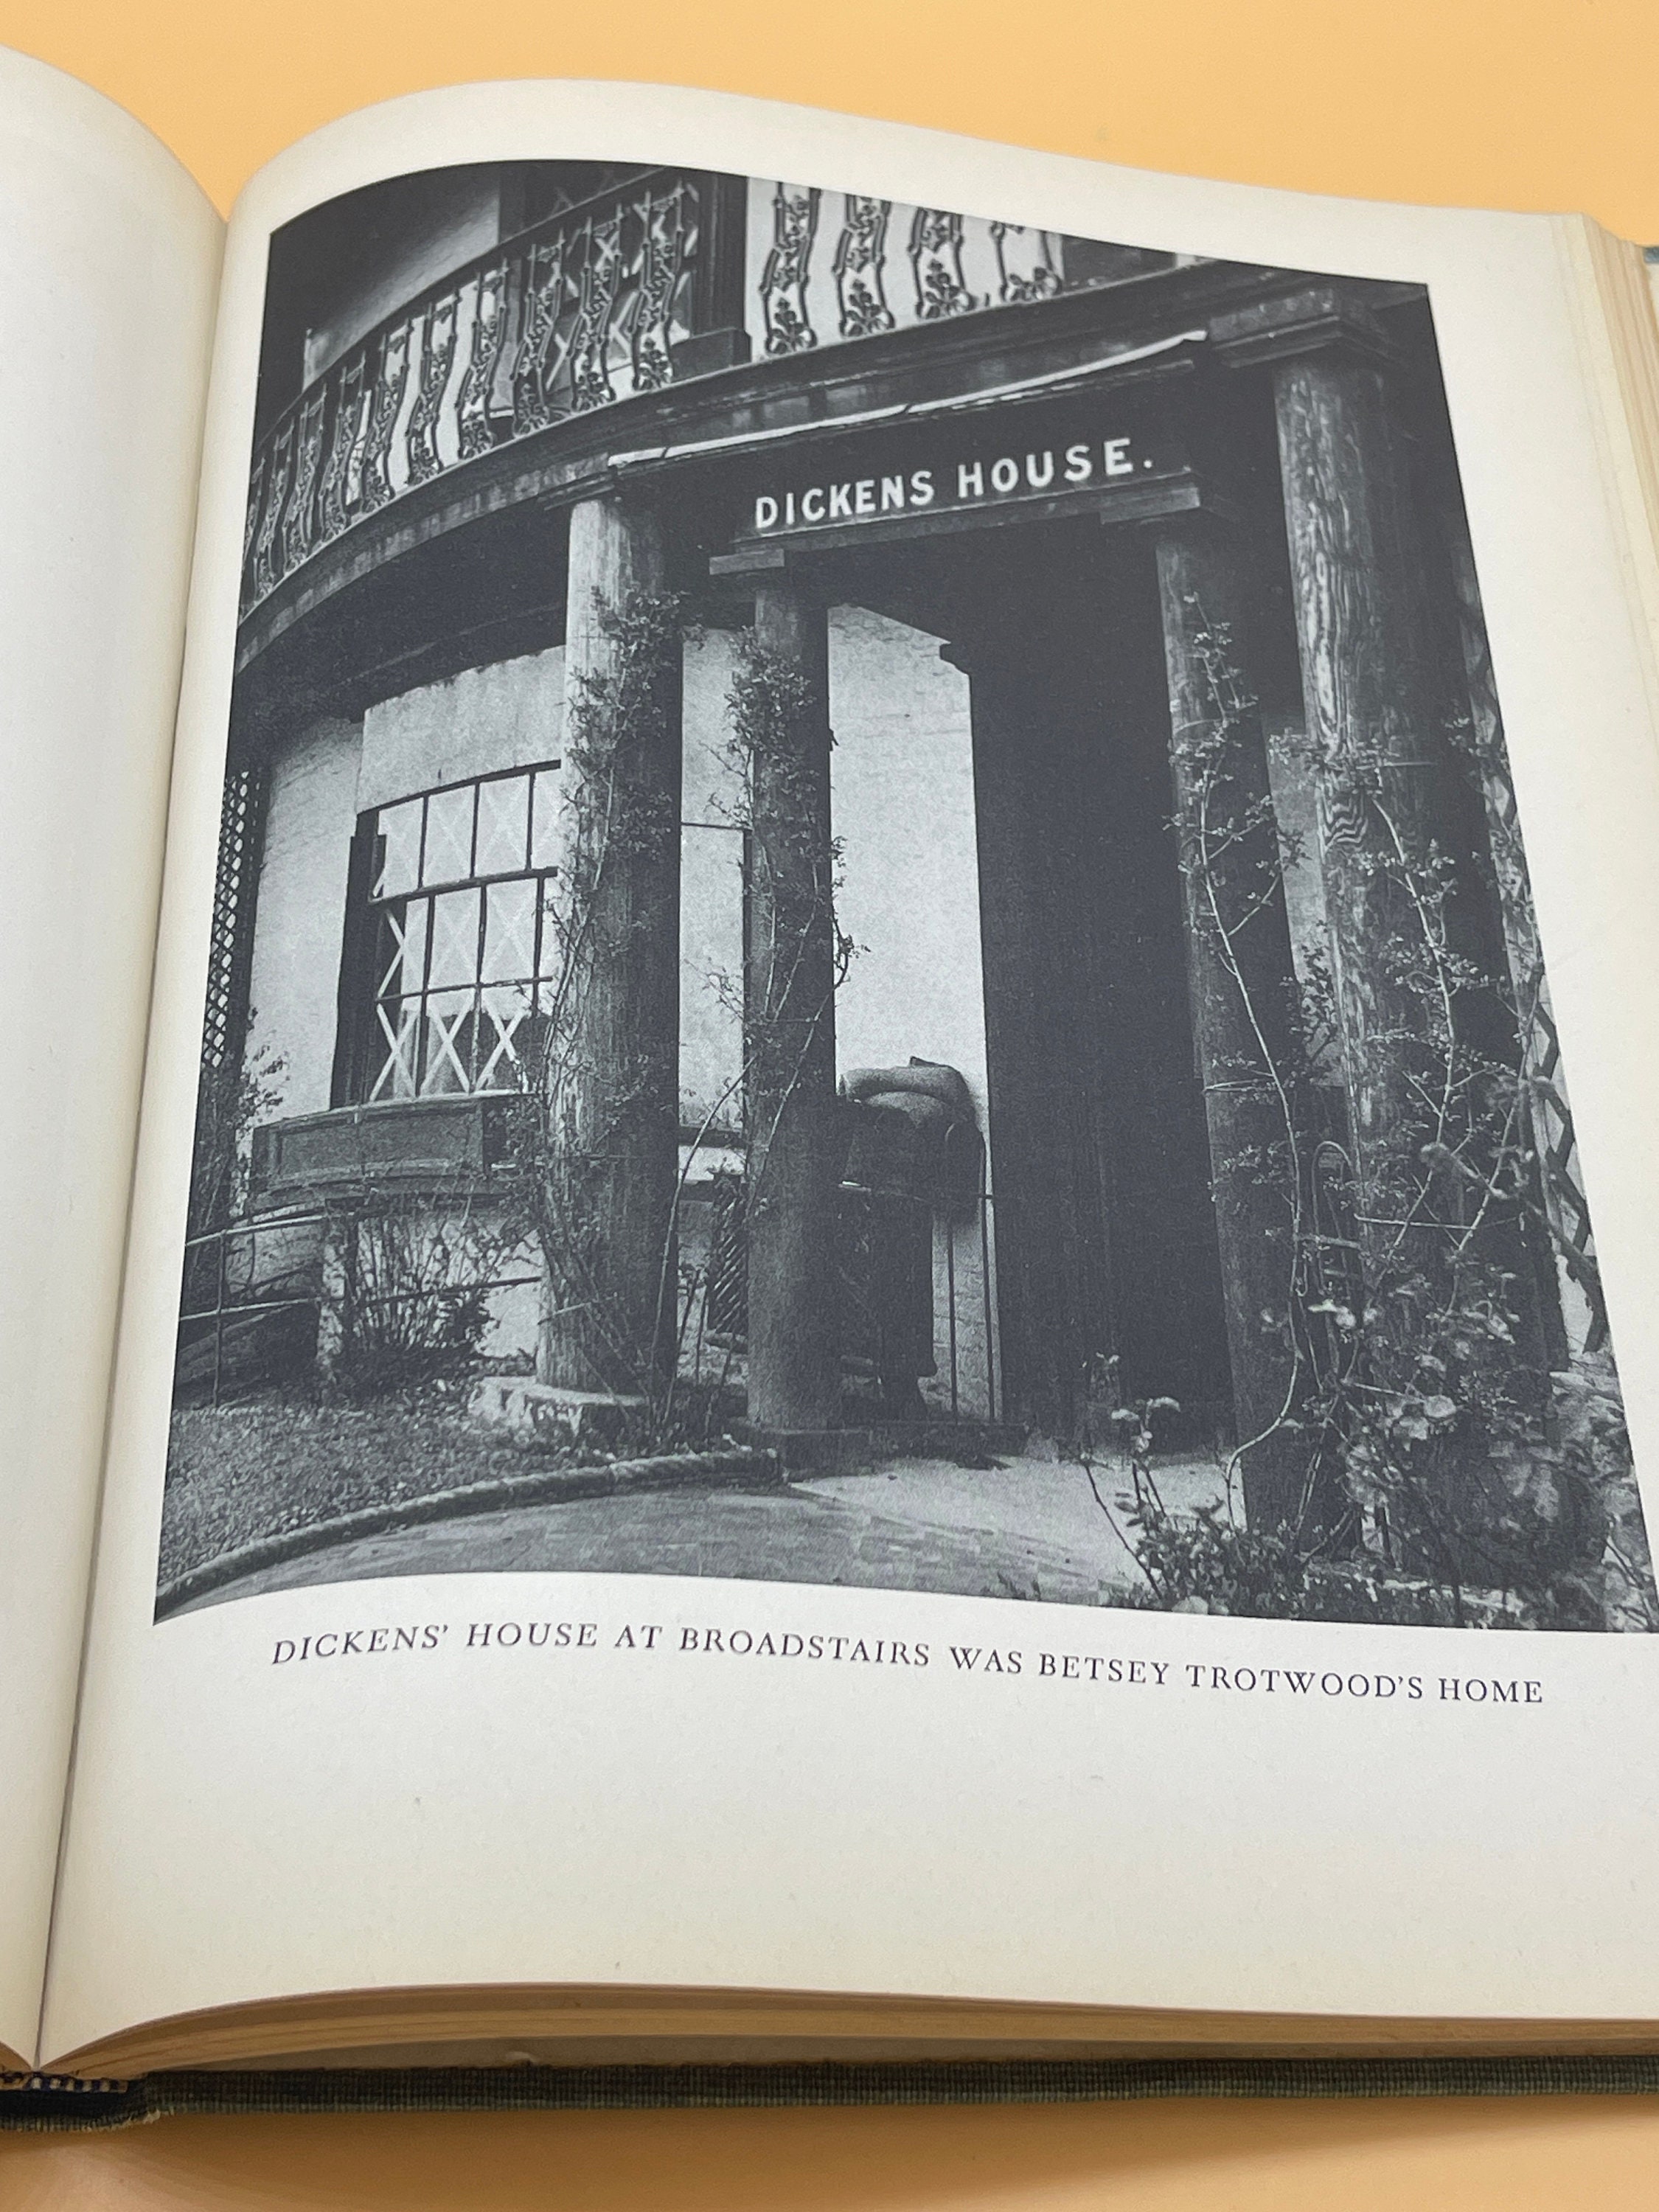 DICKENS HOUSE.
DICKENS' HOUSE AT BROADSTAIRS WAS BETSEY TROTWOOD'S HOME